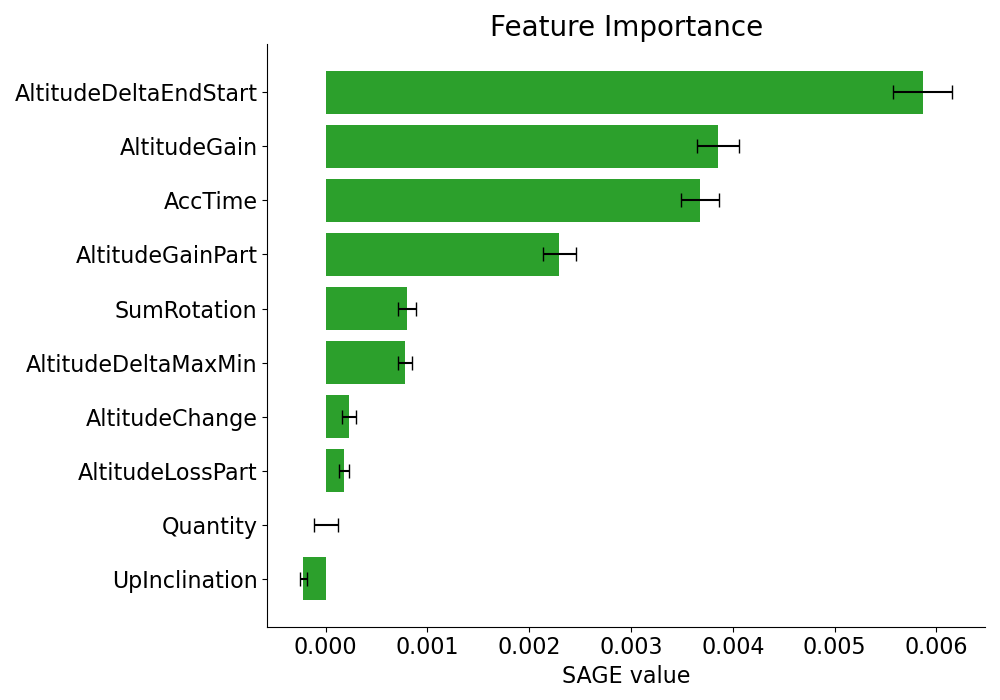 Feature Importance
AltitudeDeltaEndStart
AltitudeGain
AccTime
AltitudeGainPart
SumRotation
AltitudeDeltaMaxMin
AltitudeChange
AltitudeLossPart
Quantity
UpInclination
0.000 0.001 0.002 0.003 0.004 0.005 0.006
SAGE value